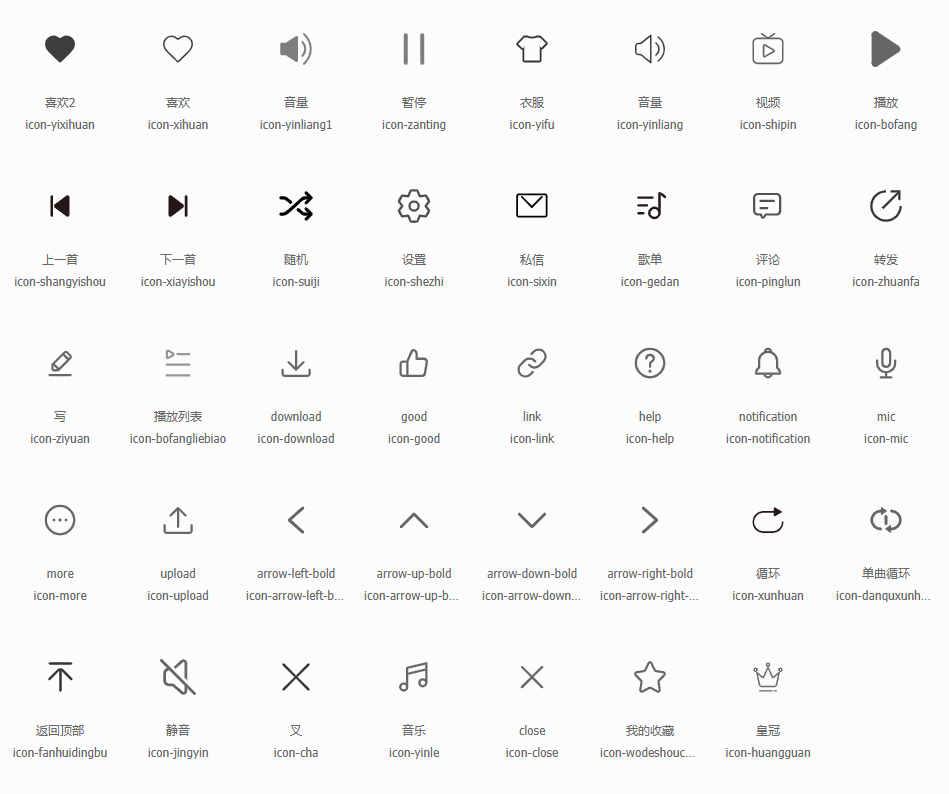 喜欢2 喜欢 音量 暂停 衣服 音量 视频 播放
icon-yixihuan icon-xihuan icon-yinliang1 icon-zanting icon-yifu icon-yinliang icon-shipin icon-bofang
上一首 下一首 随机 设置 私信 歌单 评论 转发
icon-shangyishou icon-xiayishou icon-suiji icon-shezhi icon-sixin icon-gedan icon-pinglun icon-zhuanfa
写 播放列表 download good link help notification mic
icon-ziyuan icon-bofangliebiao icon-download icon-good icon-link icon-help icon-notification icon-mic
more upload arrow-left-bold arrow-up-bold arrow-down-bold arrow-right-bold 循环 单曲循环
icon-more icon-upload icon-arrow-left-b... icon-arrow-up-b... icon-arrow-down... icon-arrow-right-... icon-xunhuan icon-danquxunh...
返回顶部 静音 叉 音乐 close 我的收藏 皇冠
icon-fanhuidingbu icon-jingyin icon-cha icon-yinle icon-close icon-wodeshouc... icon-huangguan